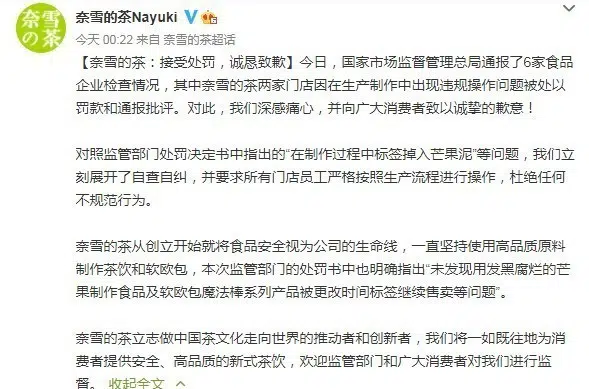 奈雪の茶
奈雪的茶Nayuki
今天 00:22 来自 奈雪的茶超话
【奈雪的茶：接受处罚，诚恳致歉】今日，国家市场监督管理总局通报了6家食品
企业检查情况，其中奈雪的茶两家门店因在生产制作中出现违规操作问题被处以
罚款和通报批评。对此，我们深感痛心，并向广大消费者致以诚挚的歉意！
对照监管部门处罚决定书中指出的“在制作过程中标签掉入芒果泥”等问题，我们立
刻展开了自查自纠，并要求所有门店员工严格按照生产流程进行操作，杜绝任何
不规范行为。
奈雪的茶从创立开始就将食品安全视为公司的生命线，一直坚持使用高品质原料
制作茶饮和软欧包，本次监管部门的处罚书中也明确指出“未发现用发黑腐烂的芒
果制作食品及软欧包魔法棒系列产品被更改时间标签继续售卖等问题”。
奈雪的茶立志做中国茶文化走向世界的推动者和创新者，我们将一如既往地为消
费者提供安全、高品质的新式茶饮，欢迎监管部门和广大消费者对我们进行监
督。 收起全文